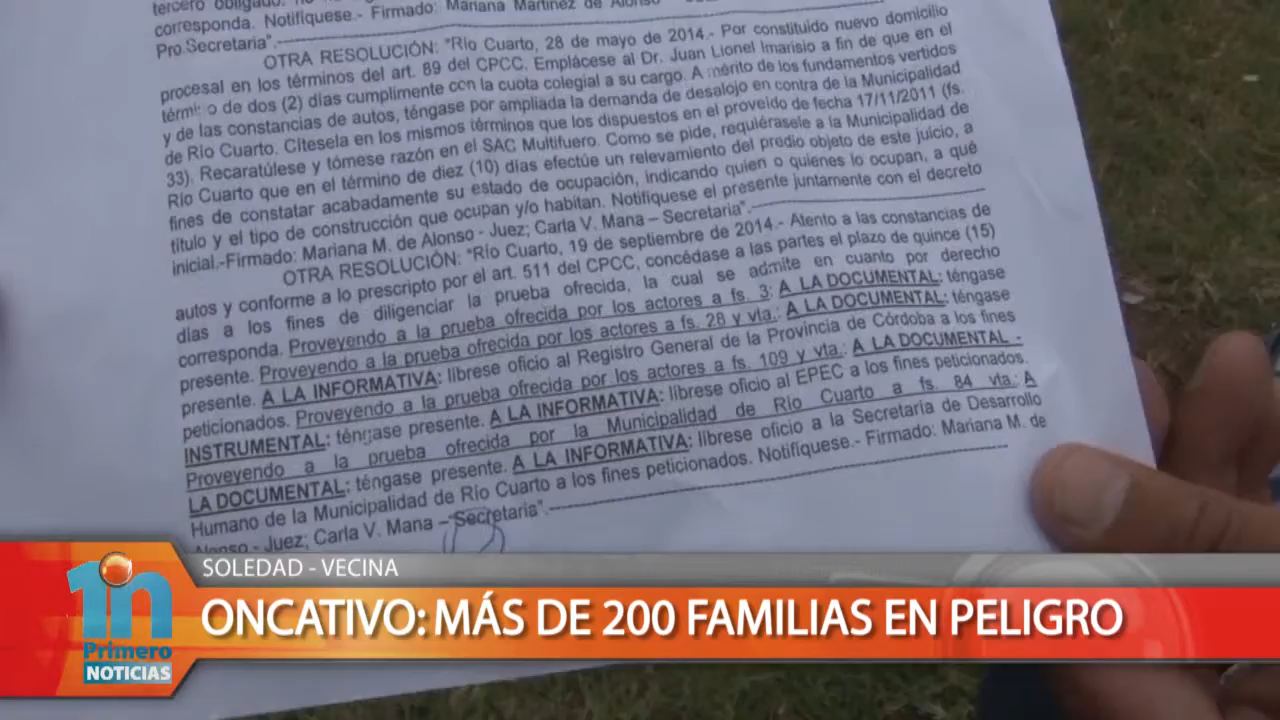 tercero obligado,
corresponda. Notifíquese.- Firmado: Mariana Martínez de Alonso -
Pro Secretaria".
OTRA RESOLUCIÓN: "Río Cuarto, 28 de mayo de 2014.- Por constituido nuevo domicilio
procesal en los términos del art. 89 del CPCC. Emplácese al Dr. Juan Lionel Imarisio a fin de que en el
término de dos (2) días cumplimente con la cuota colegial a su cargo. A mérito de los fundamentos vertidos
y de las constancias de autos, téngase por ampliada la demanda de desalojo en contra de la Municipalidad
de Río Cuarto. Cítesela en los mismos términos que los dispuestos en el proveido de fecha 17/11/2011 (fs.
33). Recaratúlese y tómese razón en el SAC Multifuero. Como se pide, requiérasele a la Municipalidad de
Río Cuarto que en el término de diez (10) días efectúe un relevamiento del predio objeto de este juicio, a
fines de constatar acabadamente su estado de ocupación, indicando quien o quienes lo ocupan, a qué
título y el tipo de construcción que ocupan y/o habitan. Notifíquese el presente juntamente con el decreto
inicial.-Firmado: Mariana M. de Alonso - Juez; Carla V. Mana – Secretaria".
OTRA RESOLUCIÓN: "Río Cuarto, 19 de septiembre de 2014.- Atento a las constancias de
autos y conforme a lo prescripto por el art. 511 del CPCC, concédase a las partes el plazo de quince (15)
días a los fines de diligenciar la prueba ofrecida, la cual se admite en cuanto por derecho
corresponda. Proveyendo a la prueba ofrecida por los actores a fs. 3: A LA DOCUMENTAL: téngase
presente. Proveyendo a la prueba ofrecida por los actores a fs. 28 y vta.: A LA DOCUMENTAL: téngase
presente. A LA INFORMATIVA: líbrese oficio al Registro General de la Provincia de Córdoba a los fines
peticionados. Proveyendo a la prueba ofrecida por los actores a fs. 109 y vta.: A LA DOCUMENTAL -
INSTRUMENTAL: téngase presente. A LA INFORMATIVA: líbrese oficio al EPEC a los fines peticionados.
Proveyendo a la prueba ofrecida por la Municipalidad de Río Cuarto a fs. 84 vta.: A
LA DOCUMENTAL: téngase presente. A LA INFORMATIVA: líbrese oficio a la Secretaria de Desarrollo
Humano de la Municipalidad de Río Cuarto a los fines peticionados. Notifíquese.- Firmado: Mariana M. de
Alonso - Juez; Carla V. Mana – Secretaria".
SOLEDAD - VECINA
ONCATIVO: MÁS DE 200 FAMILIAS EN PELIGRO
1n
Primero
NOTICIAS